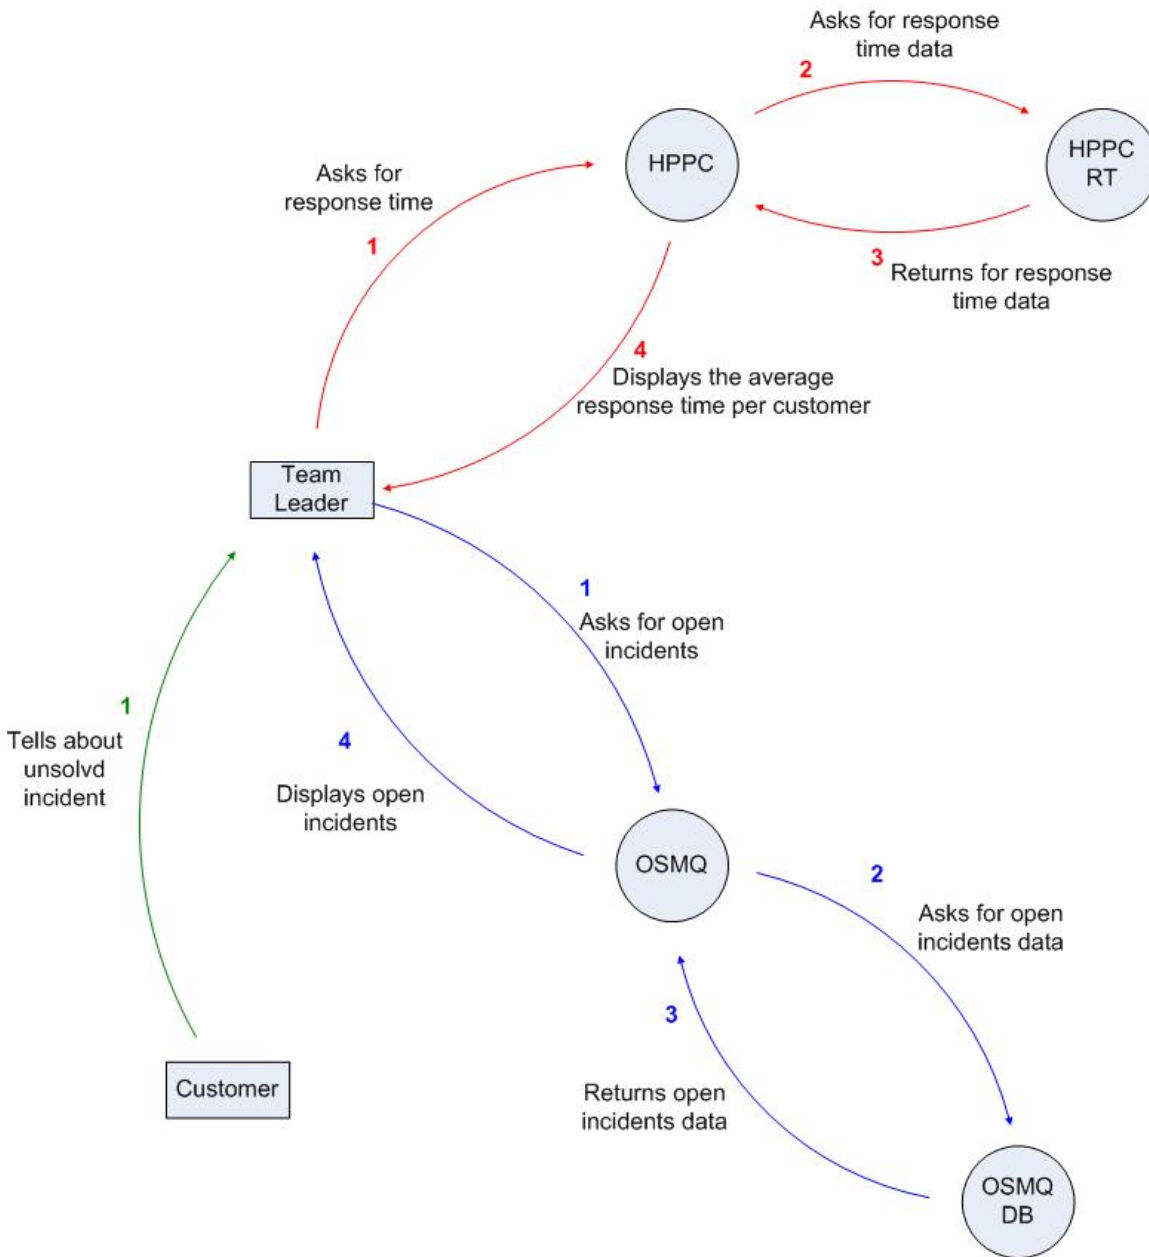 Asks for response
time data
2
HPPC
HPPC
RT
Asks for
response time
1
3
Returns for response
time data
4
Displays the average
response time per customer
Team
Leader
1
Asks for open
incidents
1
Tells about
unsolvd
incident
4
Displays open
incidents
OSMQ
2
Asks for open
incidents data
3
Returns open
incidents data
Customer
OSMQ
DB